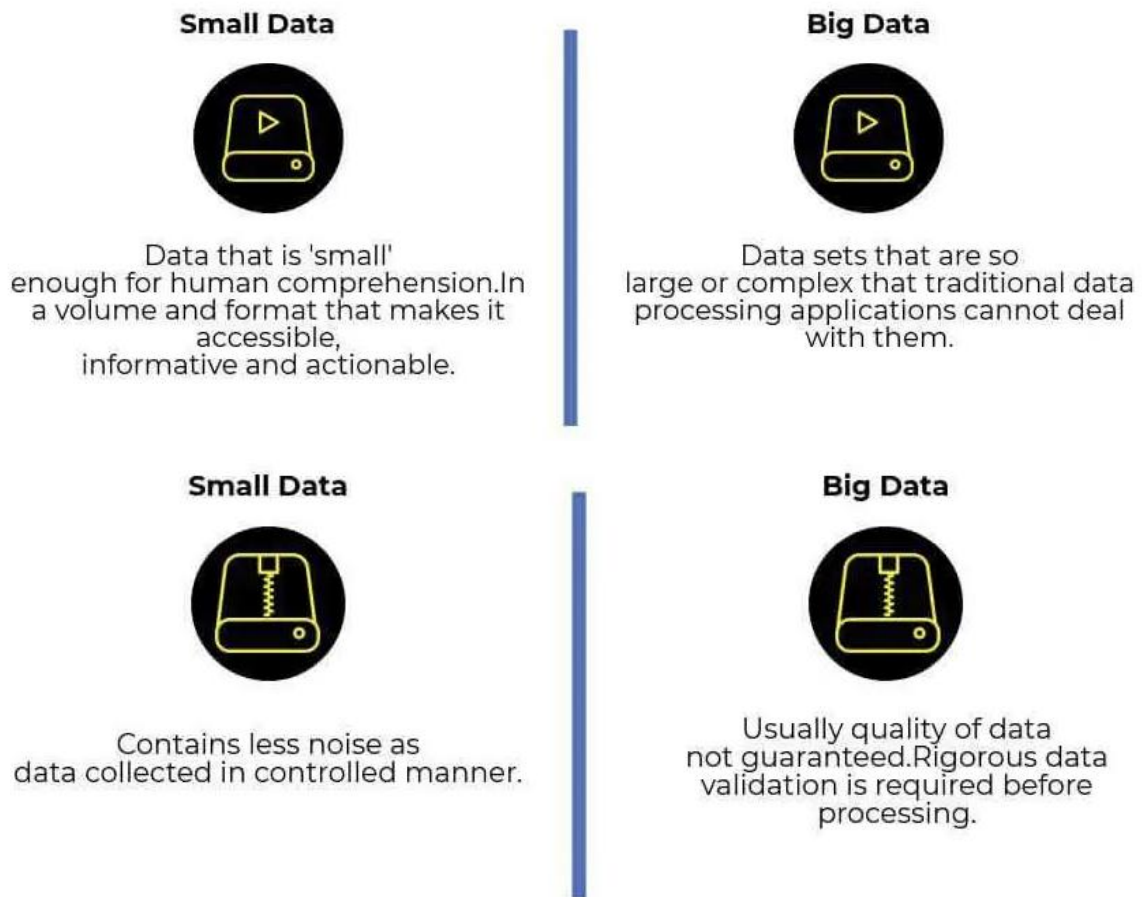 Small Data
Data that is 'small'
enough for human comprehension.In
a volume and format that makes it
accessible,
informative and actionable.
Big Data
Data sets that are so
large or complex that traditional data
processing applications cannot deal
with them.
Small Data
Contains less noise as
data collected in controlled manner.
Big Data
Usually quality of data
not guaranteed.Rigorous data
validation is required before
processing.